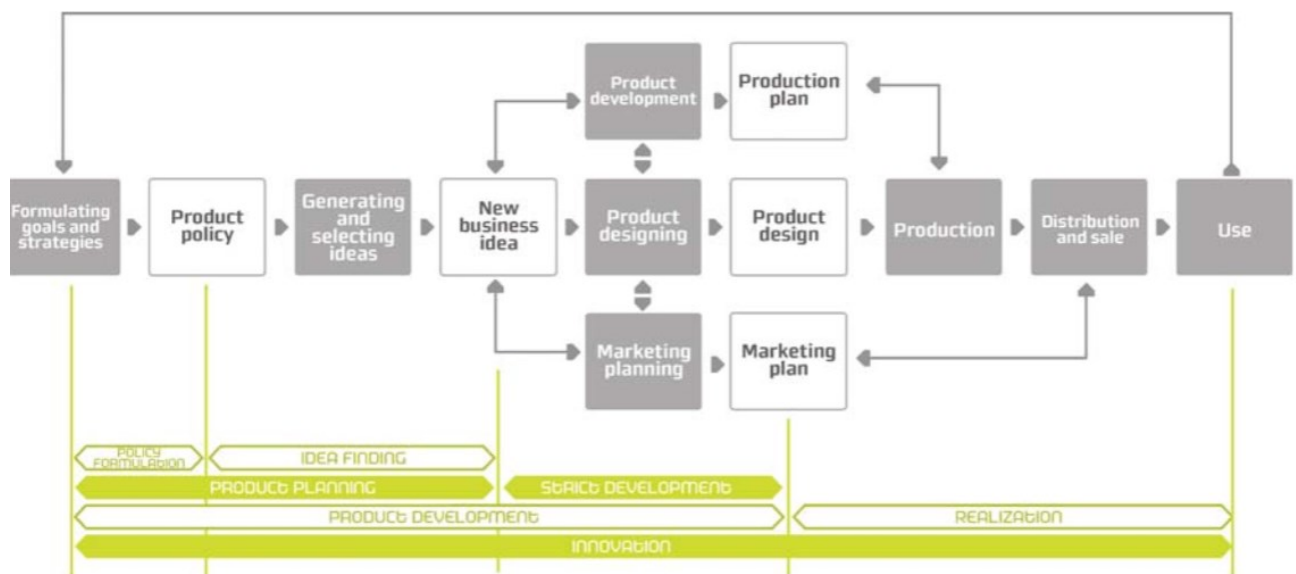 Product
development
Production
plan
Formulating
goals and
strategies
Product
policy
Generating
and
selecting
ideas
New
business
idea
Product
designing
Product
design
Production
Distribution
and sale
Use
Marketing
planning
Marketing
plan
POLICY
FORMULATION
IDEA FINDING
PRODUCT PLANNING
STRICT DEVELOPMENT
PRODUCT DEVELOPMENT
REALIZATION
INNOVATION